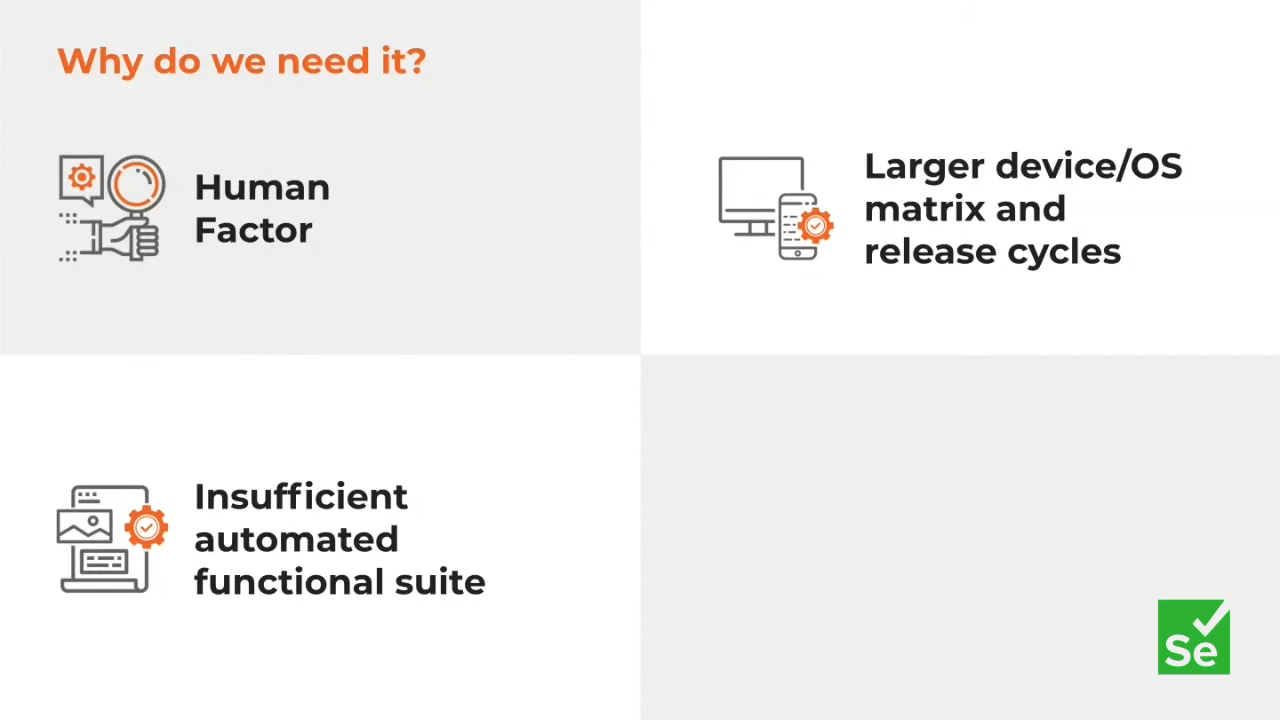 Why do we need it?
Human
Factor
Larger device/OS
matrix and
release cycles
Insufficient
automated
functional suite
Se